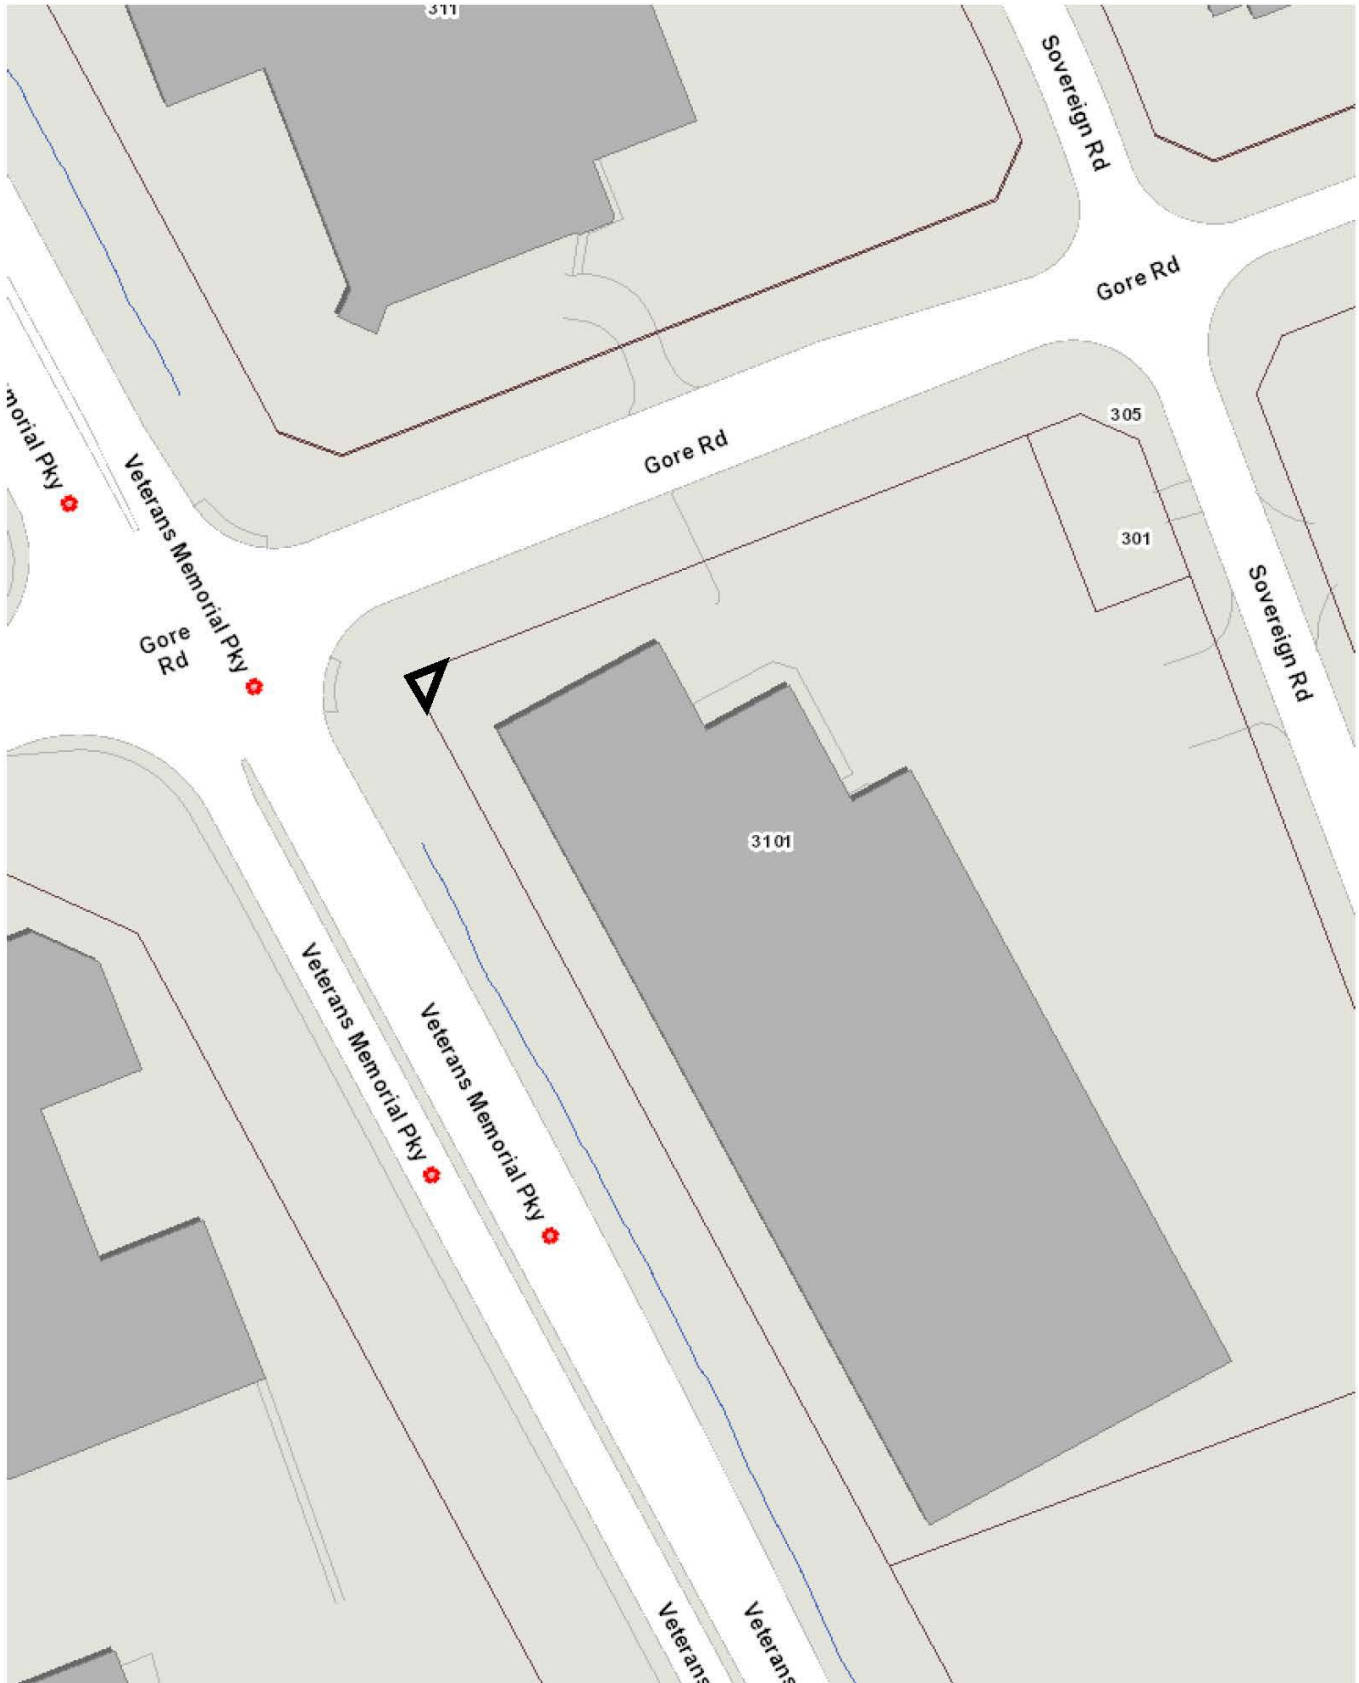 311
Sovereign Rd
Gore Rd
morial Pky
305
Gore Rd
Veterans Memorial Pky
301
Sovereign Rd
Gore
Rd
3101
Veterans Memorial Pky
Veterans Memorial Pky
Veterans
Veterans